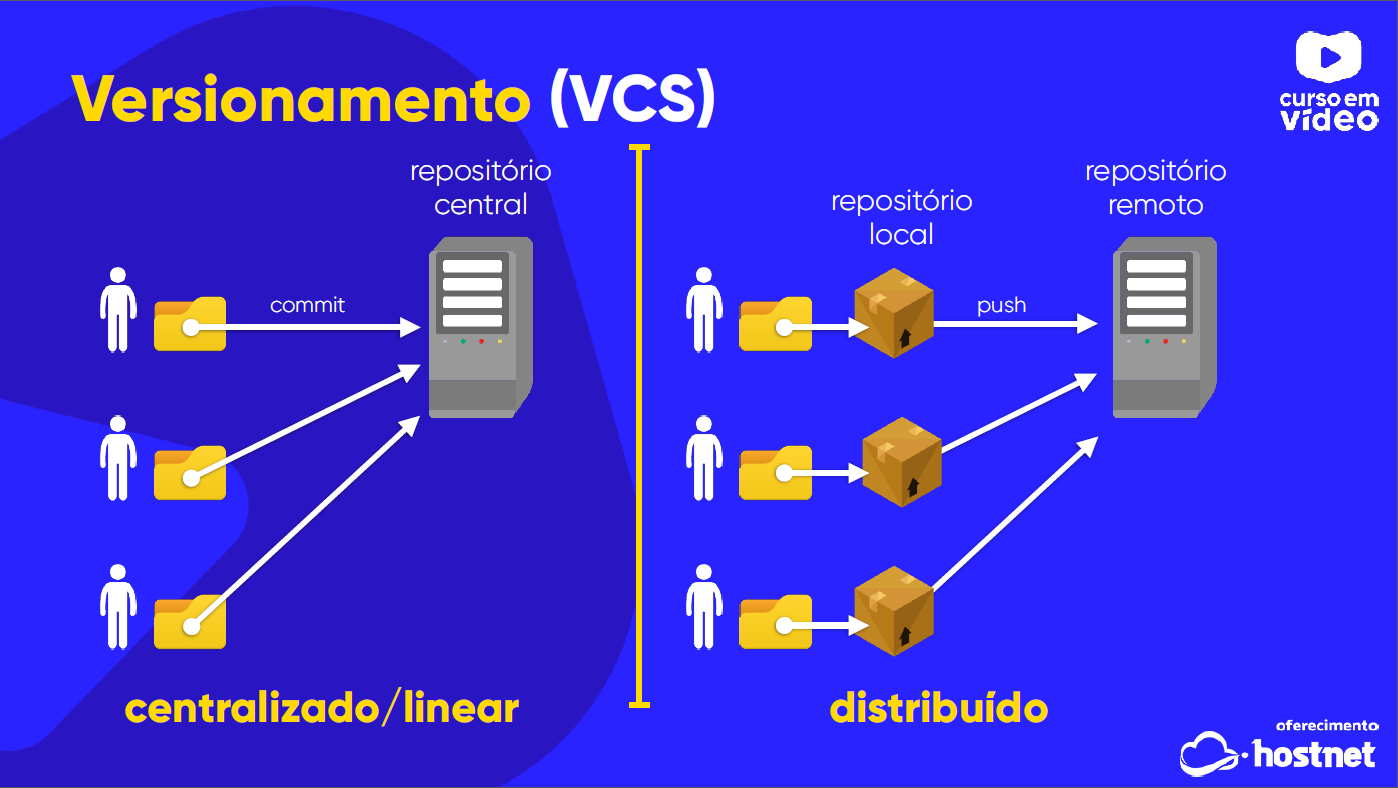 Versionamento (VCS)
curso em
vídeo
repositório
central
commit
centralizado/linear
repositório
local
repositório
remoto
push
distribuído
oferecimento
hostnet